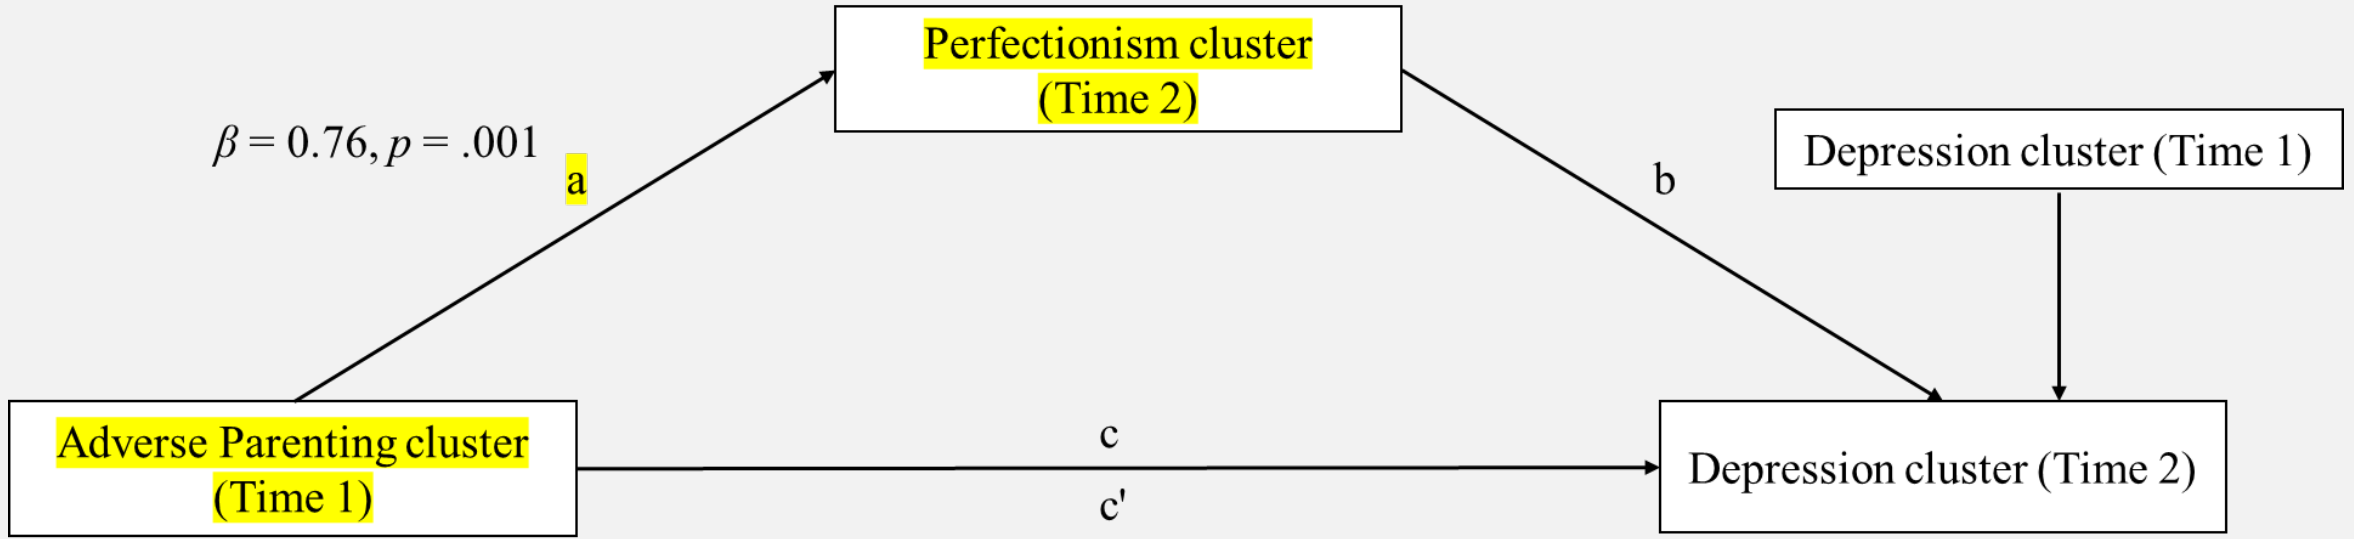 Perfectionism cluster
(Time 2)
β = 0.76, p = .001
a
b
Depression cluster (Time 1)
Adverse Parenting cluster
(Time 1)
c
c'
Depression cluster (Time 2)